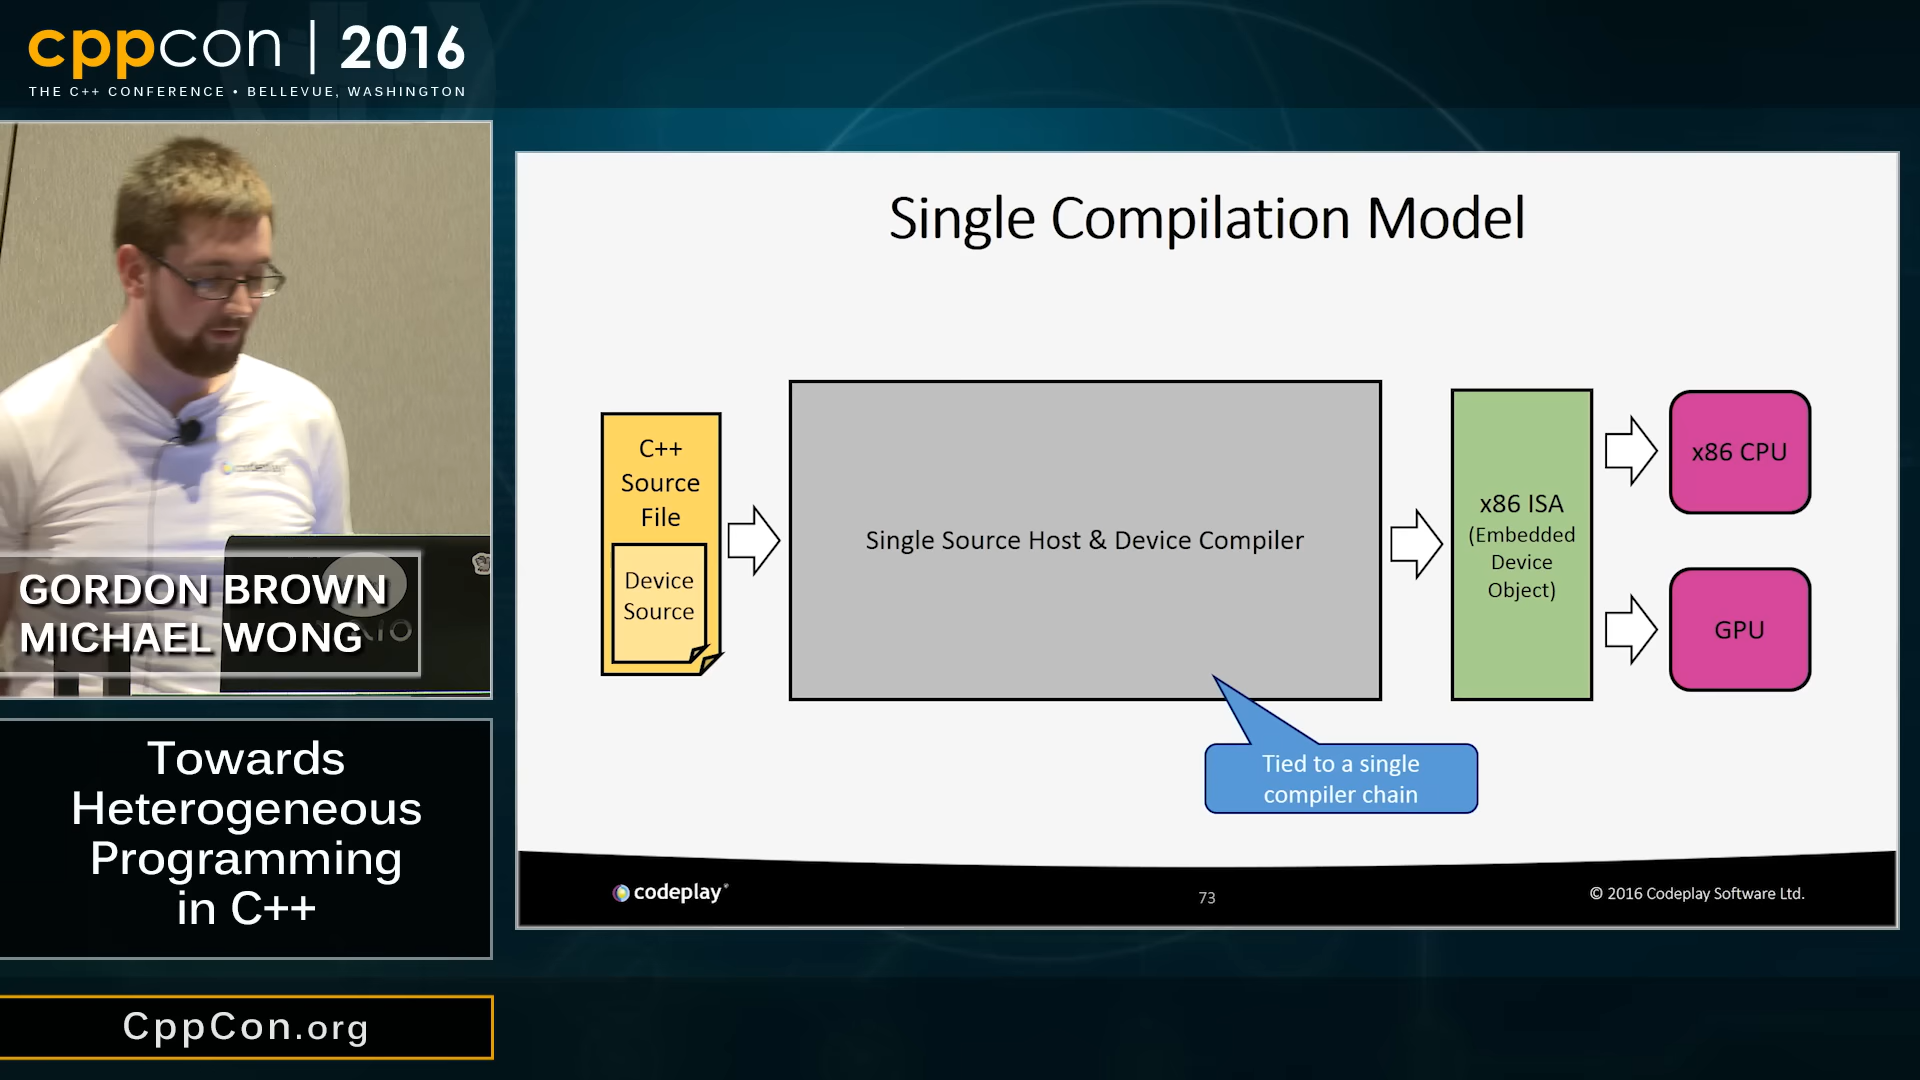 cppcon | 2016
THE C++ CONFERENCE • BELLEVUE, WASHINGTON
codeplay
GORDON BROWN
MICHAEL WONG
Towards
Heterogeneous
Programming
in C++
CppCon.org
Single Compilation Model
C++
Source
File
Device
Source
Single Source Host & Device Compiler
x86 ISA
(Embedded
Device
Object)
x86 CPU
GPU
Tied to a single
compiler chain
codeplay®
73
© 2016 Codeplay Software Ltd.